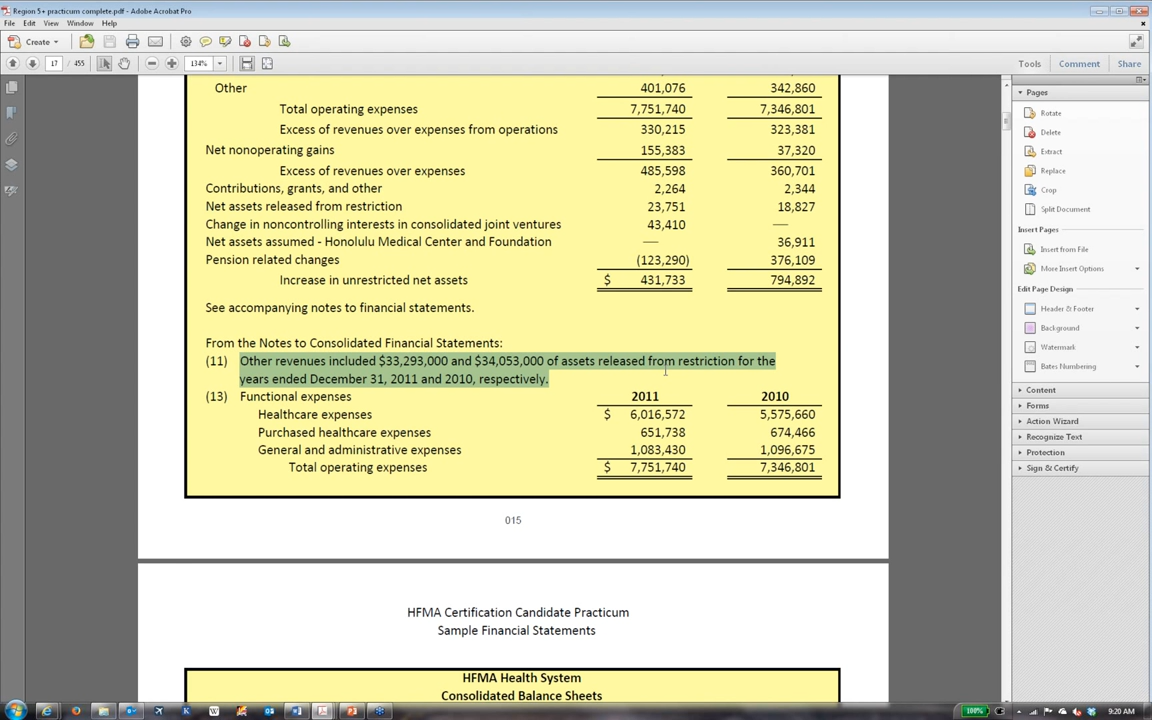 Region 5+ practicum complete.pdf - Adobe Acrobat Pro
File Edit View Window Help
Create
17 / 455 134% Tools Comment Share
Other 401,076 342,860
Total operating expenses 7,751,740 7,346,801
Excess of revenues over expenses from operations 330,215 323,381
Net nonoperating gains 155,383 37,320
Excess of revenues over expenses 485,598 360,701
Contributions, grants, and other 2,264 2,344
Net assets released from restriction 23,751 18,827
Change in noncontrolling interests in consolidated joint ventures 43,410 —
Net assets assumed - Honolulu Medical Center and Foundation — 36,911
Pension related changes (123,290) 376,109
Increase in unrestricted net assets $ 431,733 794,892
See accompanying notes to financial statements.
From the Notes to Consolidated Financial Statements:
(11) Other revenues included $33,293,000 and $34,053,000 of assets released from restriction for the
years ended December 31, 2011 and 2010, respectively.
(13) Functional expenses 2011 2010
Healthcare expenses $ 6,016,572 5,575,660
Purchased healthcare expenses 651,738 674,466
General and administrative expenses 1,083,430 1,096,675
Total operating expenses $ 7,751,740 7,346,801
015
HFMA Certification Candidate Practicum
Sample Financial Statements
HFMA Health System
Consolidated Balance Sheets
Pages
Rotate
Delete
Extract
Replace
Crop
Split Document
Insert Pages
Insert from File
More Insert Options
Edit Page Design
Header & Footer
Background
Watermark
Bates Numbering
Content
Forms
Action Wizard
Recognize Text
Protection
Sign & Certify
100% 9:20 AM